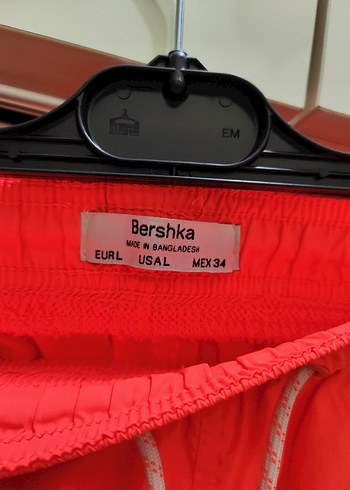 EM
Bershka
MADE IN BANGLADESH
EUR L USA L MEX 34